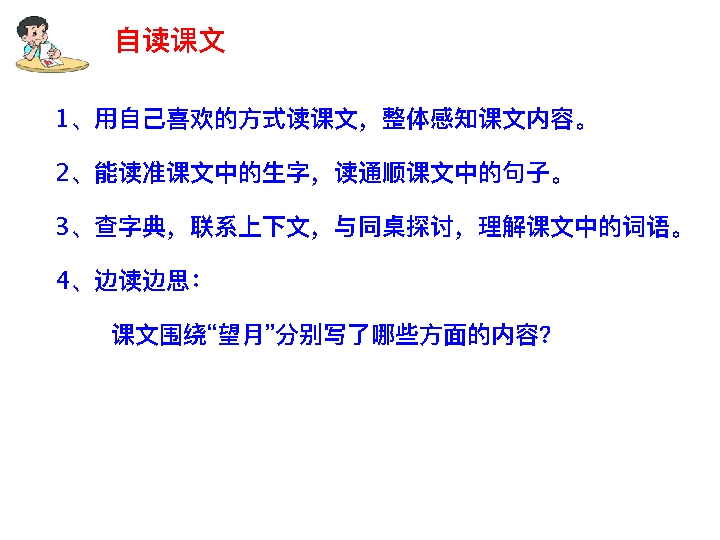 自读课文
1、用自己喜欢的方式读课文，整体感知课文内容。
2、能读准课文中的生字，读通顺课文中的句子。
3、查字典，联系上下文，与同桌探讨，理解课文中的词语。
4、边读边思：
课文围绕“望月”分别写了哪些方面的内容？